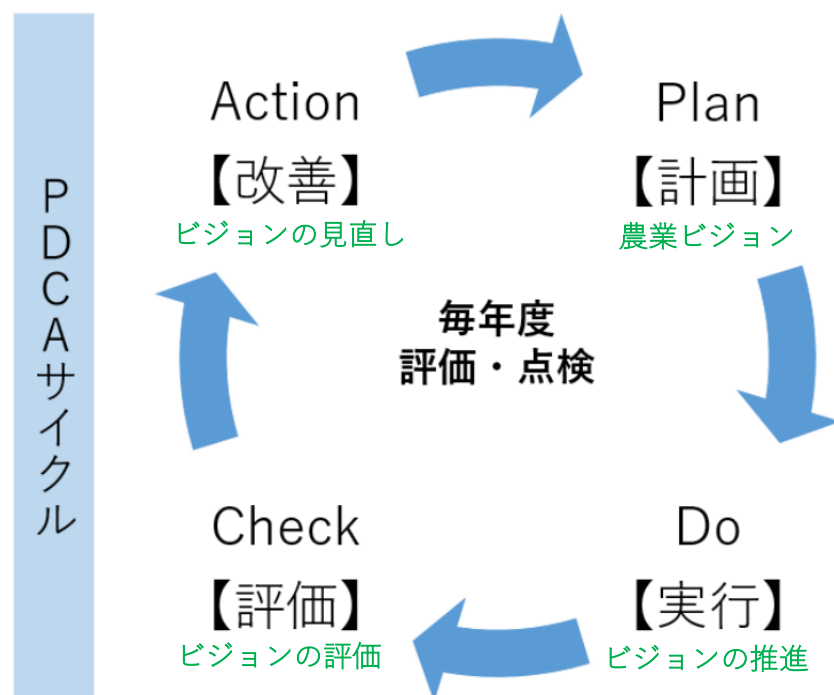 PDCAサイクル
Action
【改善】
ビジョンの見直し
Plan
【計画】
農業ビジョン
毎年度
評価・点検
Check
【評価】
ビジョンの評価
Do
【実行】
ビジョンの推進